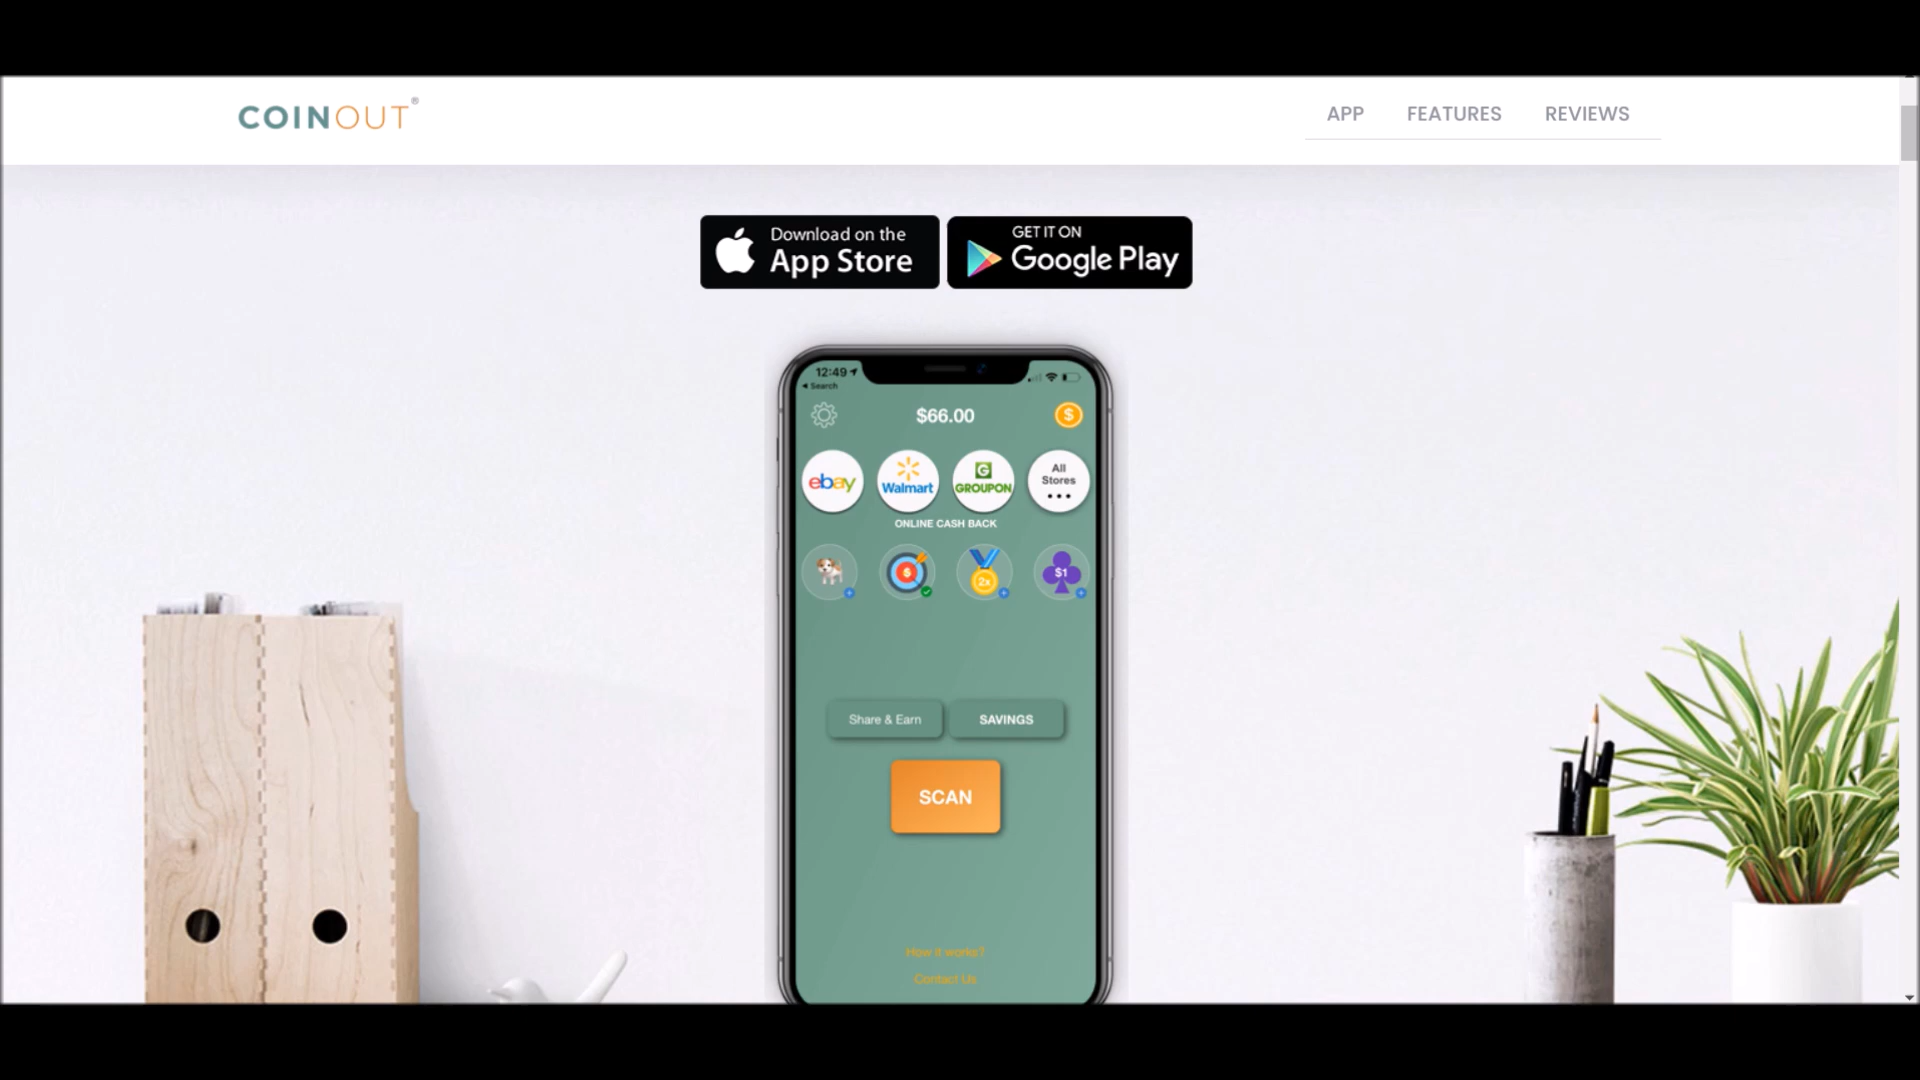 COINOUT®
APP FEATURES REVIEWS
Download on the
App Store
GET IT ON
Google Play
12:49
Search
$66.00
$
ebay
Walmart
G
GROUPON
All
Stores
ONLINE CASH BACK
$
2x
$1
Share & Earn
SAVINGS
SCAN
How it works?
Contact Us